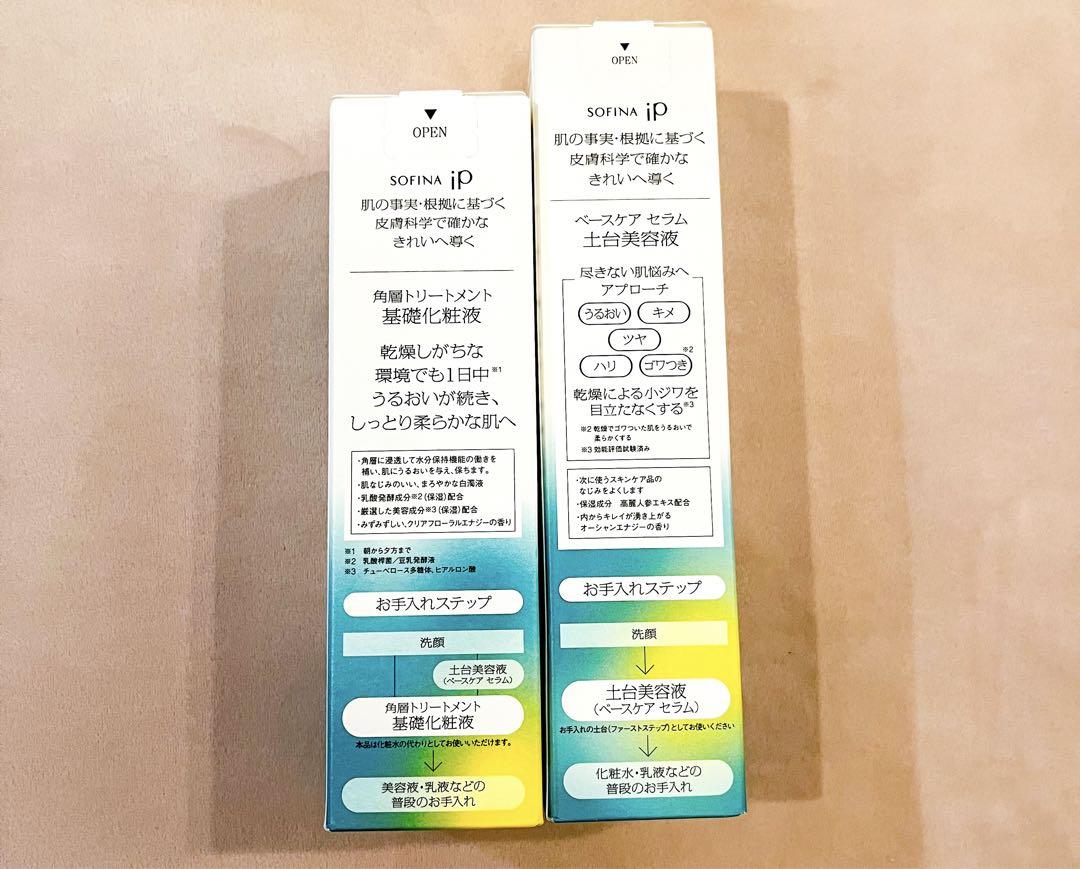 OPEN
SOFINA iP
肌の事実・根拠に基づく
皮膚科学で確かな
きれいへ導く
角層トリートメント
基礎化粧液
乾燥しがちな
環境でも1日中※1
うるおいが続き、
しっとり柔らかな肌へ
・角層に浸透して水分保持機能の働きを
補い、肌にうるおいを与え、保ちます。
・肌なじみのいい、まろやかな白濁液
・乳酸発酵成分※2(保湿)配合
・厳選した美容成分※3(保湿)配合
・みずみずしい、クリアフローラルエナジーの香り
※1 朝から夕方まで
※2 乳酸桿菌/豆乳発酵液
※3 チューベロース多糖体、ヒアルロン酸
お手入れステップ
洗顔
土台美容液
(ベースケア セラム)
角層トリートメント
基礎化粧液
本品は化粧水の代わりとしてお使いいただけます。
美容液・乳液などの
普段のお手入れ
OPEN
SOFINA iP
肌の事実・根拠に基づく
皮膚科学で確かな
きれいへ導く
ベースケア セラム
土台美容液
尽きない肌悩みへ
アプローチ
うるおい キメ
ツヤ
ハリ ゴワつき※2
乾燥による小ジワを
目立たなくする※3
※2 乾燥でゴワついた肌をうるおいで
柔らかくする
※3 効能評価試験済み
・次に使うスキンケア品の
なじみをよくします
・保湿成分 高麗人参エキス配合
・内からキレイが湧き上がる
オーシャンエナジーの香り
お手入れステップ
洗顔
土台美容液
(ベースケア セラム)
お手入れの土台(ファーストステップ)としてお使いください
化粧水・乳液などの
普段のお手入れ